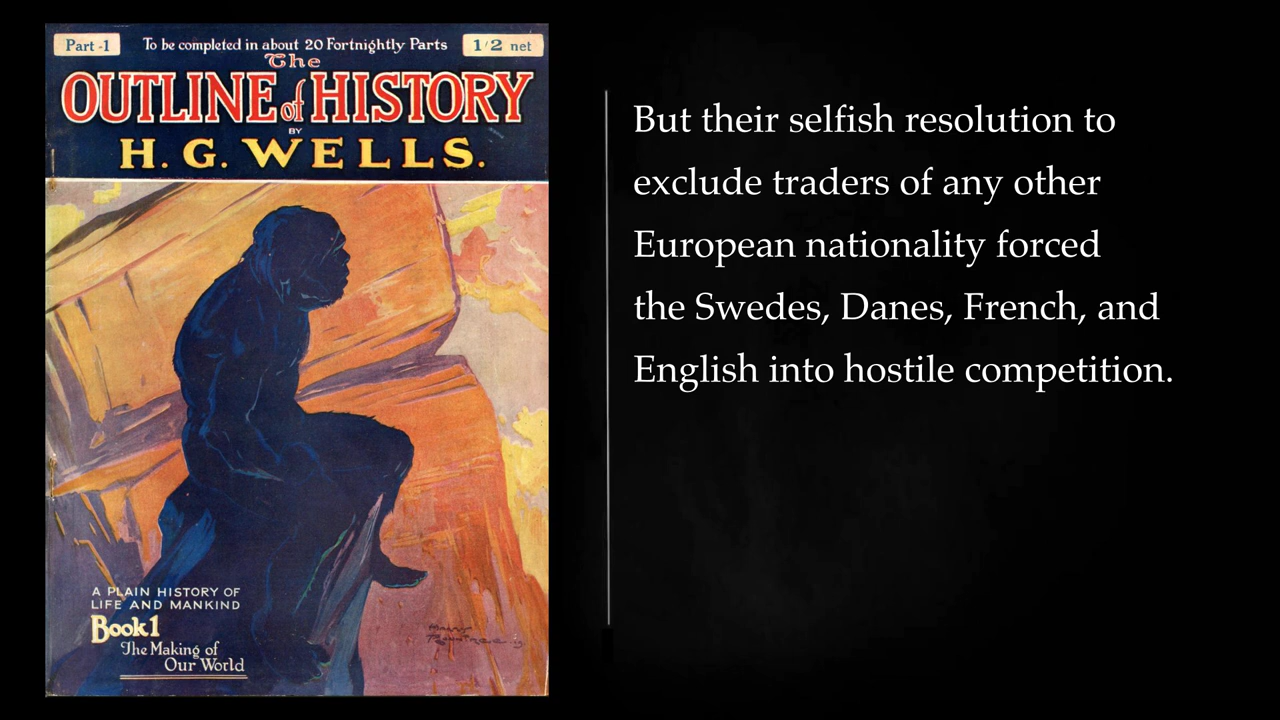 Part -1
To be completed in about 20 Fortnightly Parts
1/2 net
The
OUTLINE of HISTORY
BY
H. G. WELLS.
A PLAIN HISTORY OF
LIFE AND MANKIND
Book 1
The Making of
Our World
But their selfish resolution to
exclude traders of any other
European nationality forced
the Swedes, Danes, French, and
English into hostile competition.